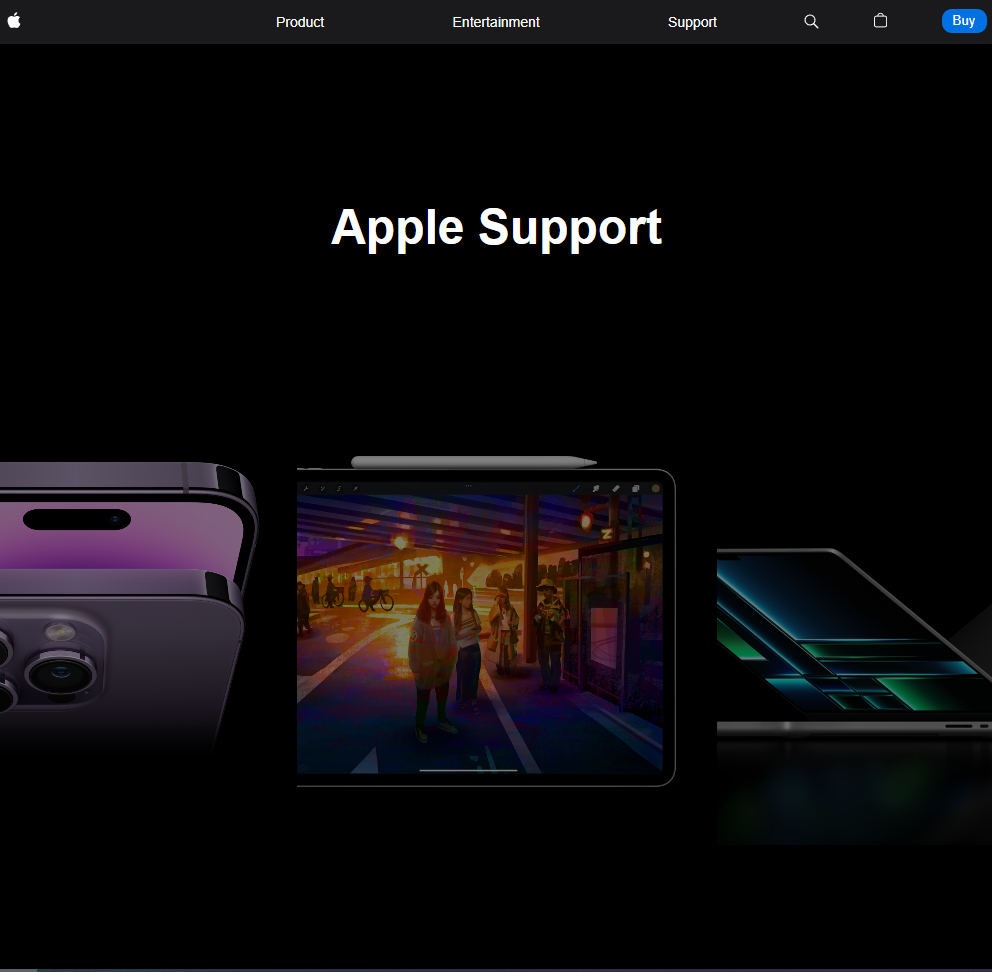 Product
Entertainment
Support
Buy
Apple Support